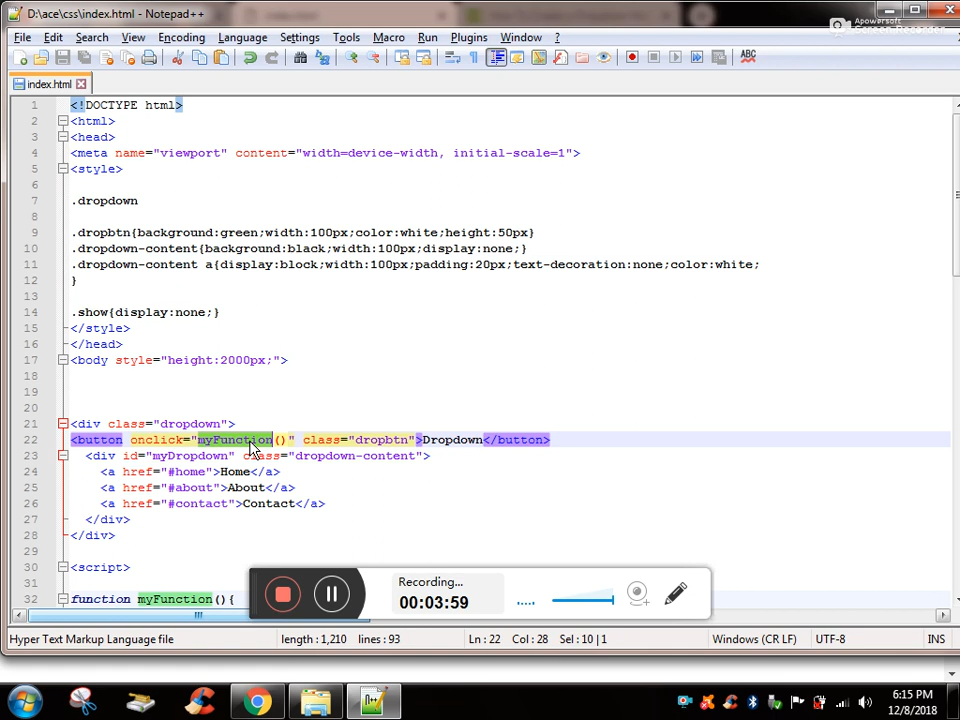 D:\ace\css\index.html - Notepad++
Apowersoft
Screen Recorder
File Edit Search View Encoding Language Settings Tools Macro Run Plugins Window ?
ABC
index.html
1 <!DOCTYPE html>
2 <html>
3 <head>
4 <meta name="viewport" content="width=device-width, initial-scale=1">
5 <style>
6
7 .dropdown
8
9 .dropbtn{background:green;width:100px;color:white;height:50px}
10 .dropdown-content{background:black;width:100px;display:none;}
11 .dropdown-content a{display:block;width:100px;padding:20px;text-decoration:none;color:white;
12 }
13
14 .show{display:none;}
15 </style>
16 </head>
17 <body style="height:2000px;">
18
19
20
21 <div class="dropdown">
22 <button onclick="myFunction()" class="dropbtn">Dropdown</button>
23 <div id="myDropdown" class="dropdown-content">
24 <a href="#home">Home</a>
25 <a href="#about">About</a>
26 <a href="#contact">Contact</a>
27 </div>
28 </div>
29
30 <script>
31
32 function myFunction(){
Recording...
00:03:59
Hyper Text Markup Language file length : 1,210 lines : 93 Ln : 22 Col : 28 Sel : 10 | 1 Windows (CR LF) UTF-8 INS
6:15 PM
12/8/2018